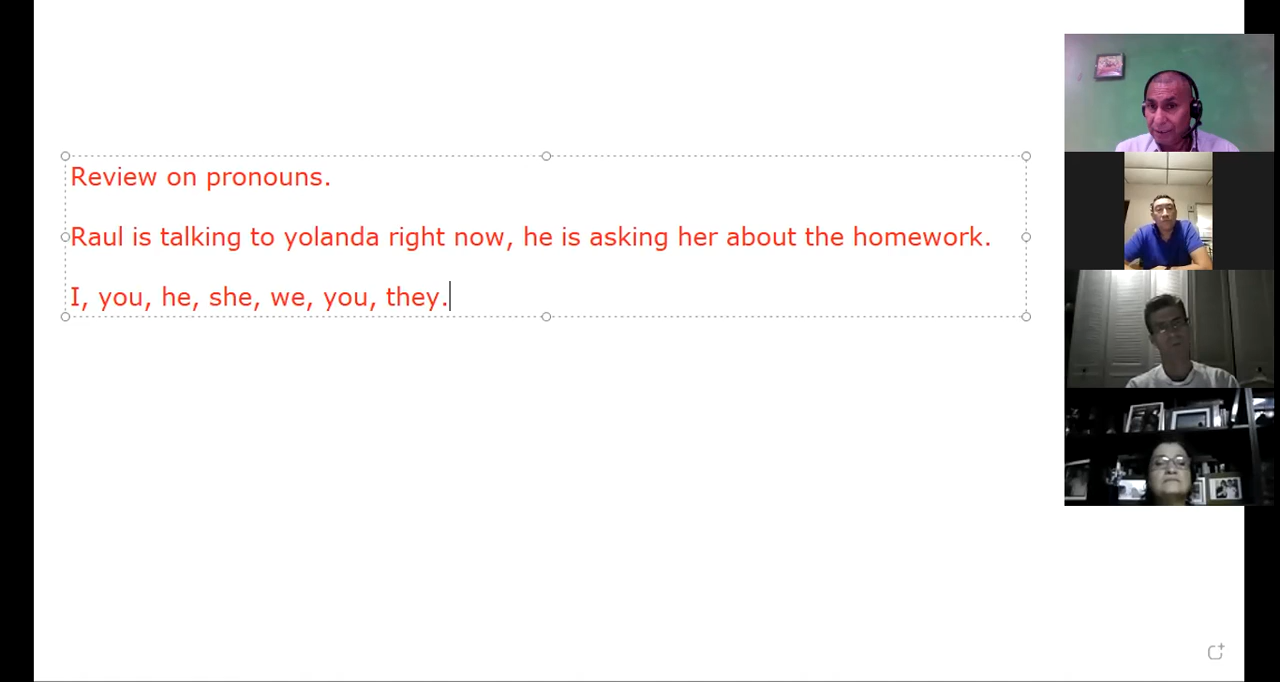 Review on pronouns.
Raul is talking to yolanda right now, he is asking her about the homework.
I, you, he, she, we, you, they.